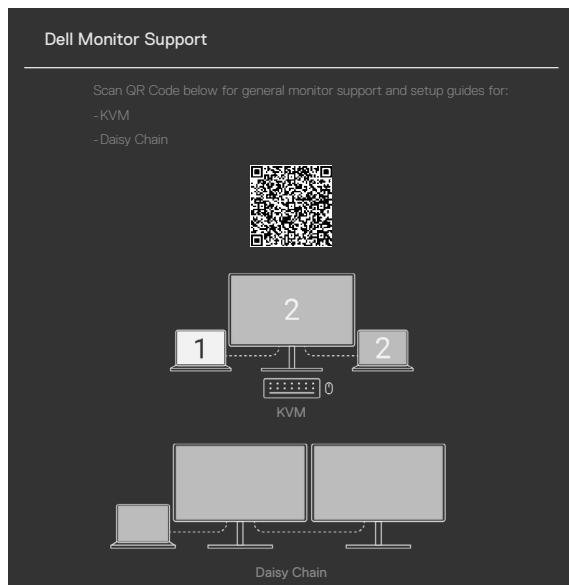 Dell Monitor Support
Scan QR Code below for general monitor support and setup guides for:
- KVM
- Daisy Chain
2
1
2
KVM
Daisy Chain